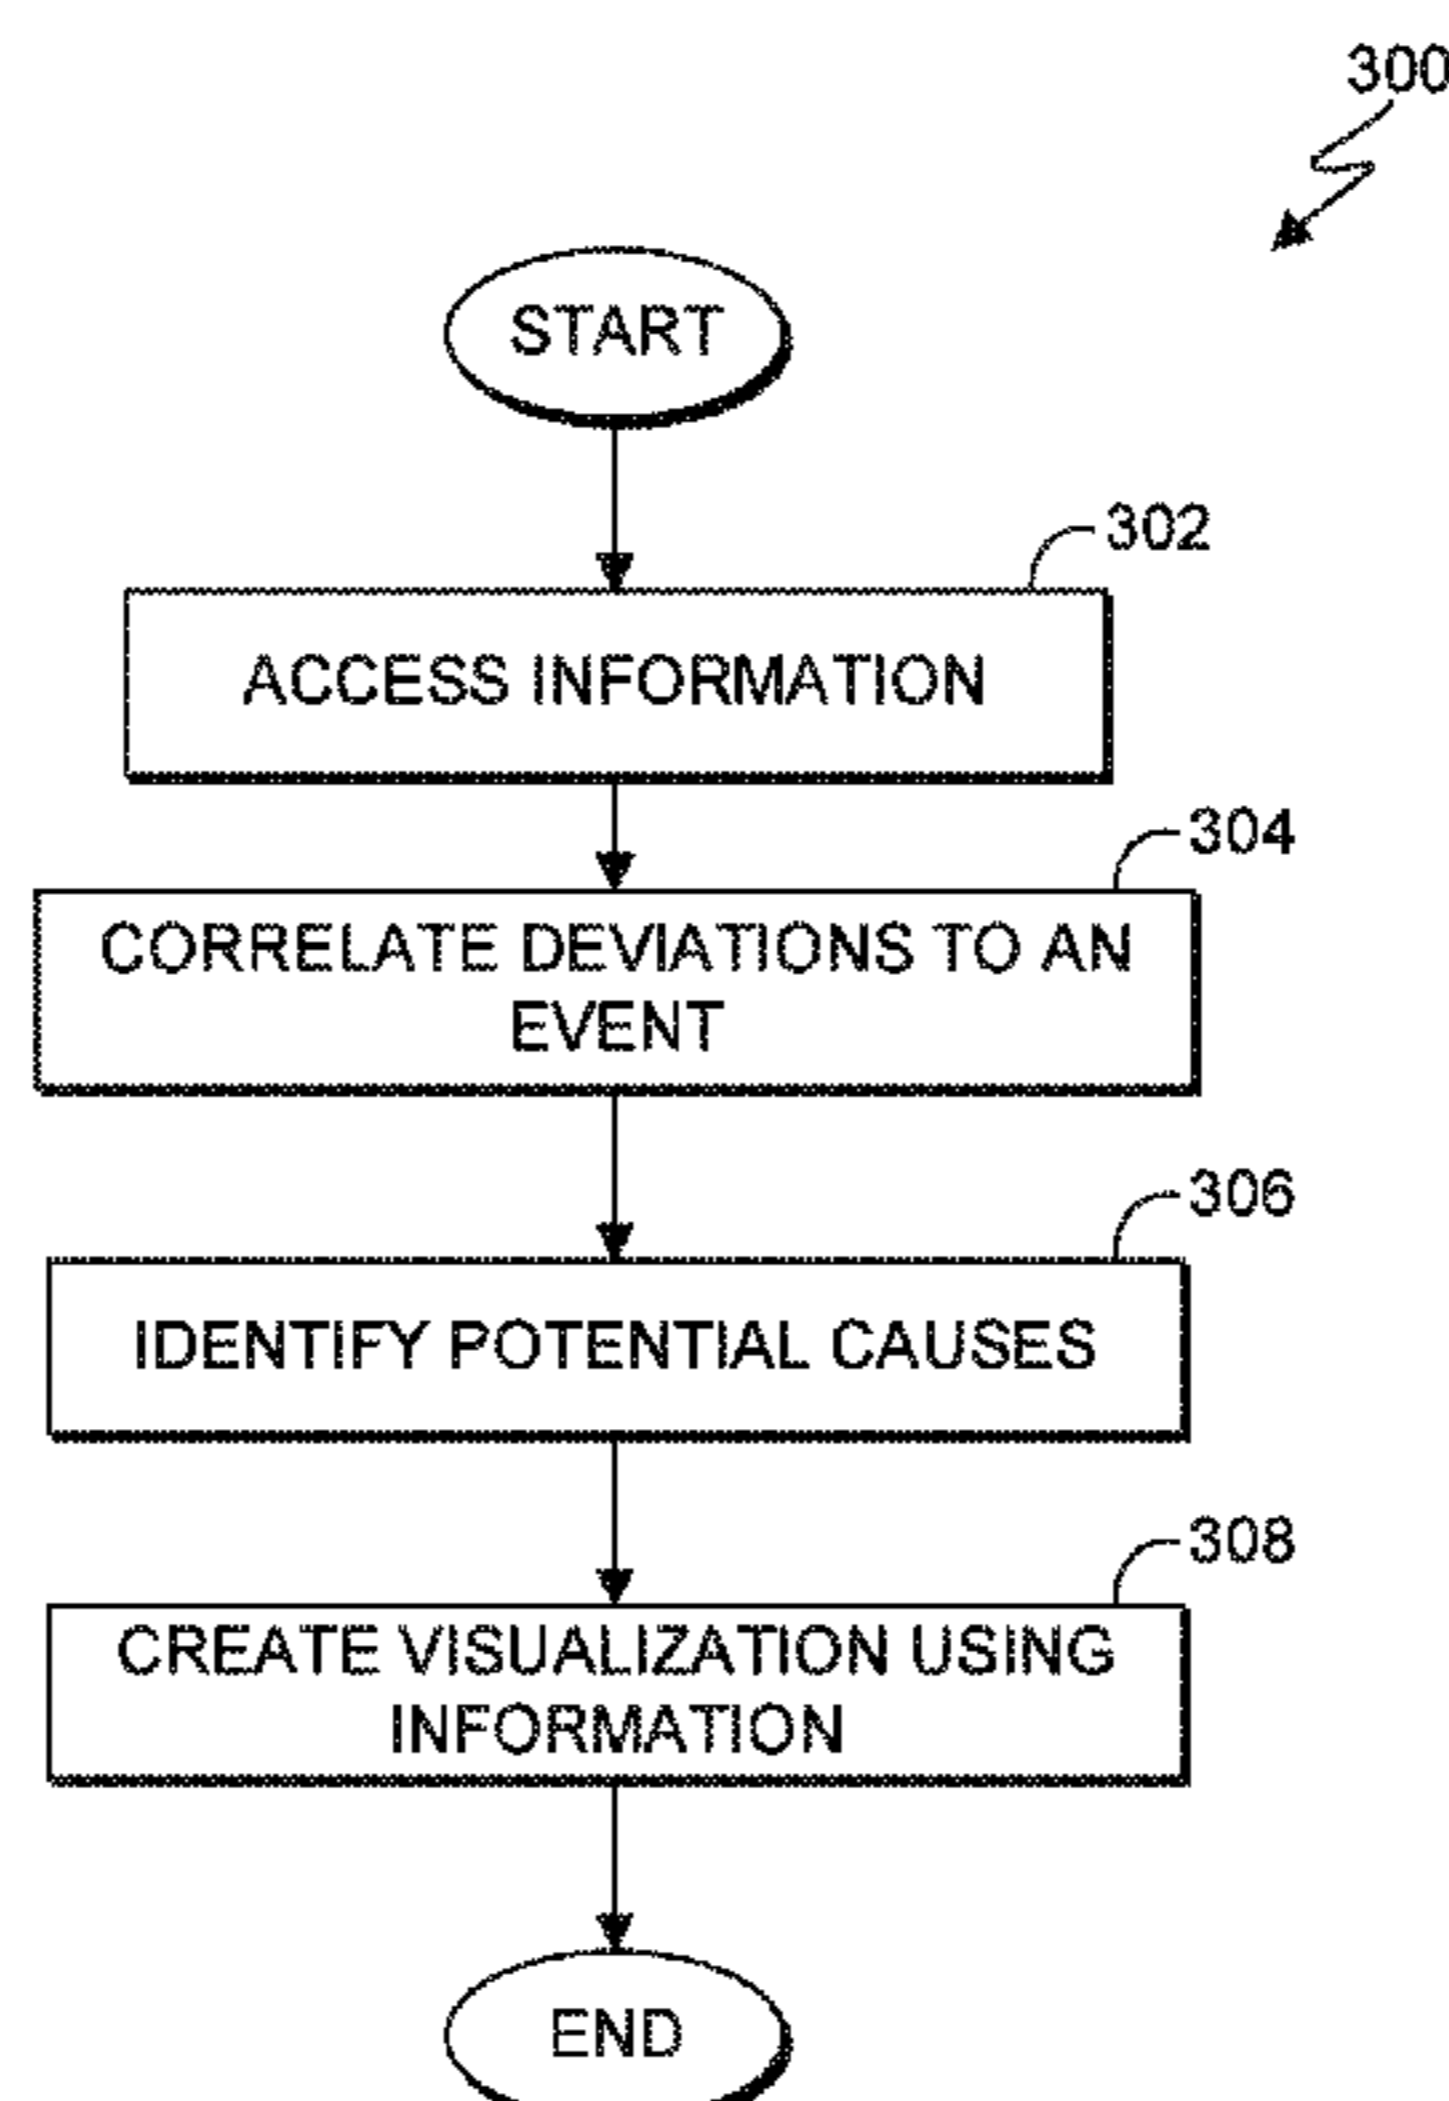 300
START
302
ACCESS INFORMATION
304
CORRELATE DEVIATIONS TO AN
EVENT
306
IDENTIFY POTENTIAL CAUSES
308
CREATE VISUALIZATION USING
INFORMATION
END